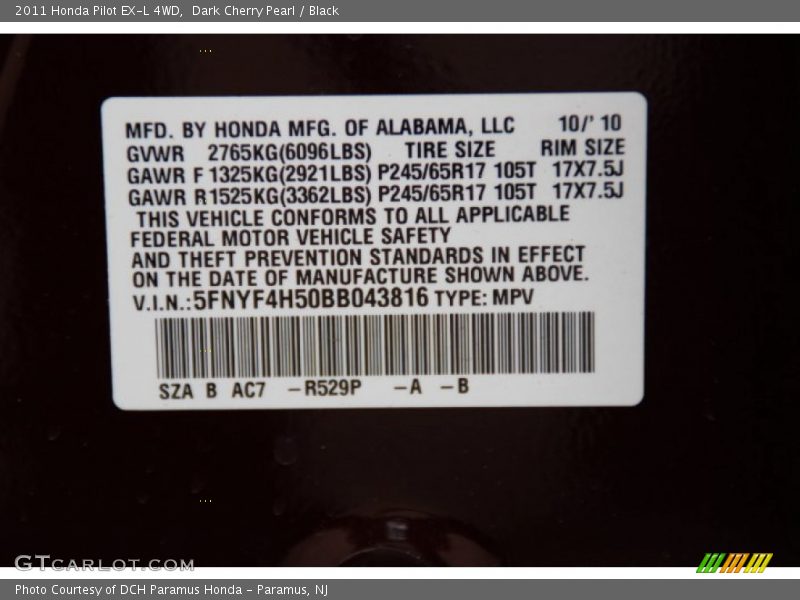 2011 Honda Pilot EX-L 4WD,  Dark Cherry Pearl / Black
MFD. BY HONDA MFG. OF ALABAMA, LLC 10/'10
GVWR 2765KG(6096LBS) TIRE SIZE RIM SIZE
GAWR F 1325KG(2921LBS) P245/65R17 105T 17X7.5J
GAWR R 1525KG(3362LBS) P245/65R17 105T 17X7.5J
THIS VEHICLE CONFORMS TO ALL APPLICABLE
FEDERAL MOTOR VEHICLE SAFETY
AND THEFT PREVENTION STANDARDS IN EFFECT
ON THE DATE OF MANUFACTURE SHOWN ABOVE.
V.I.N.:5FNYF4H50BB043816 TYPE: MPV
SZA B AC7 -R529P -A -B
GTCARLOT.COM
Photo Courtesy of DCH Paramus Honda - Paramus, NJ